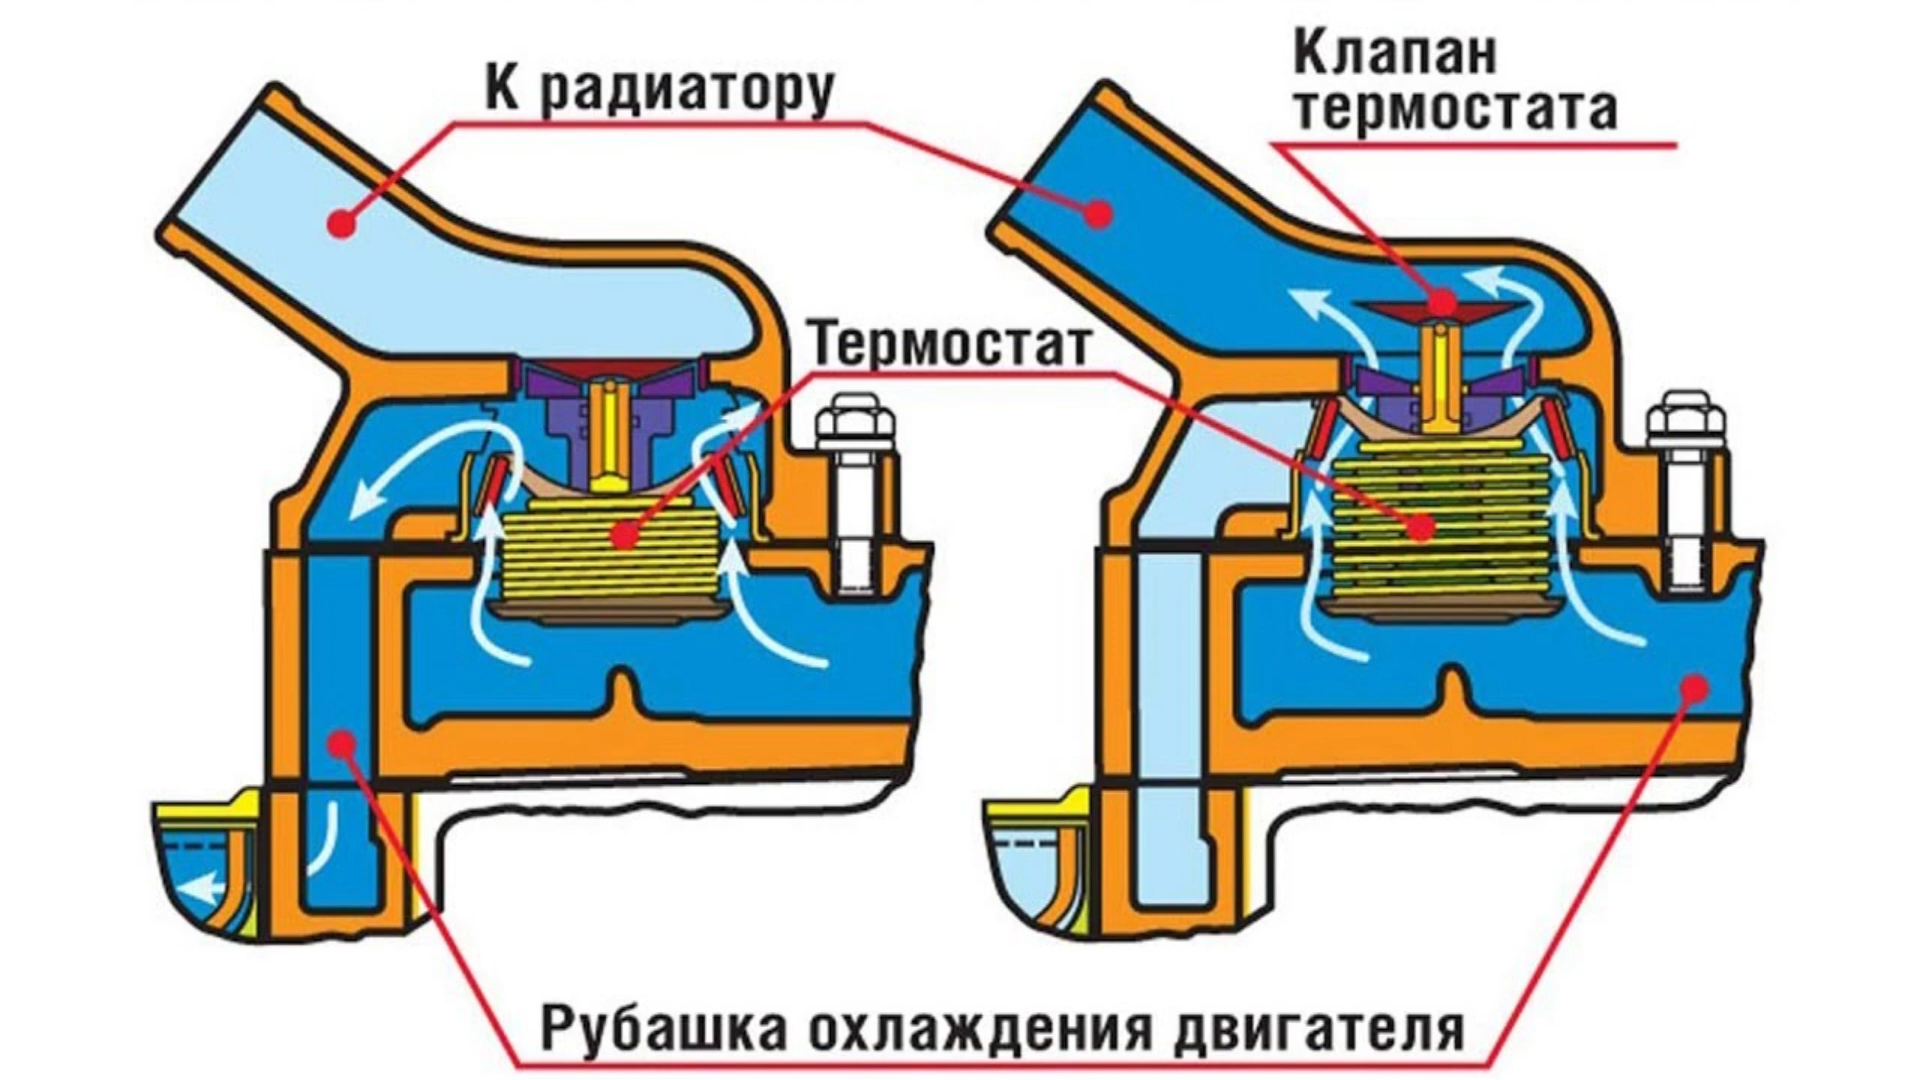 К радиатору
Клапан
термостата
Термостат
Рубашка охлаждения двигателя